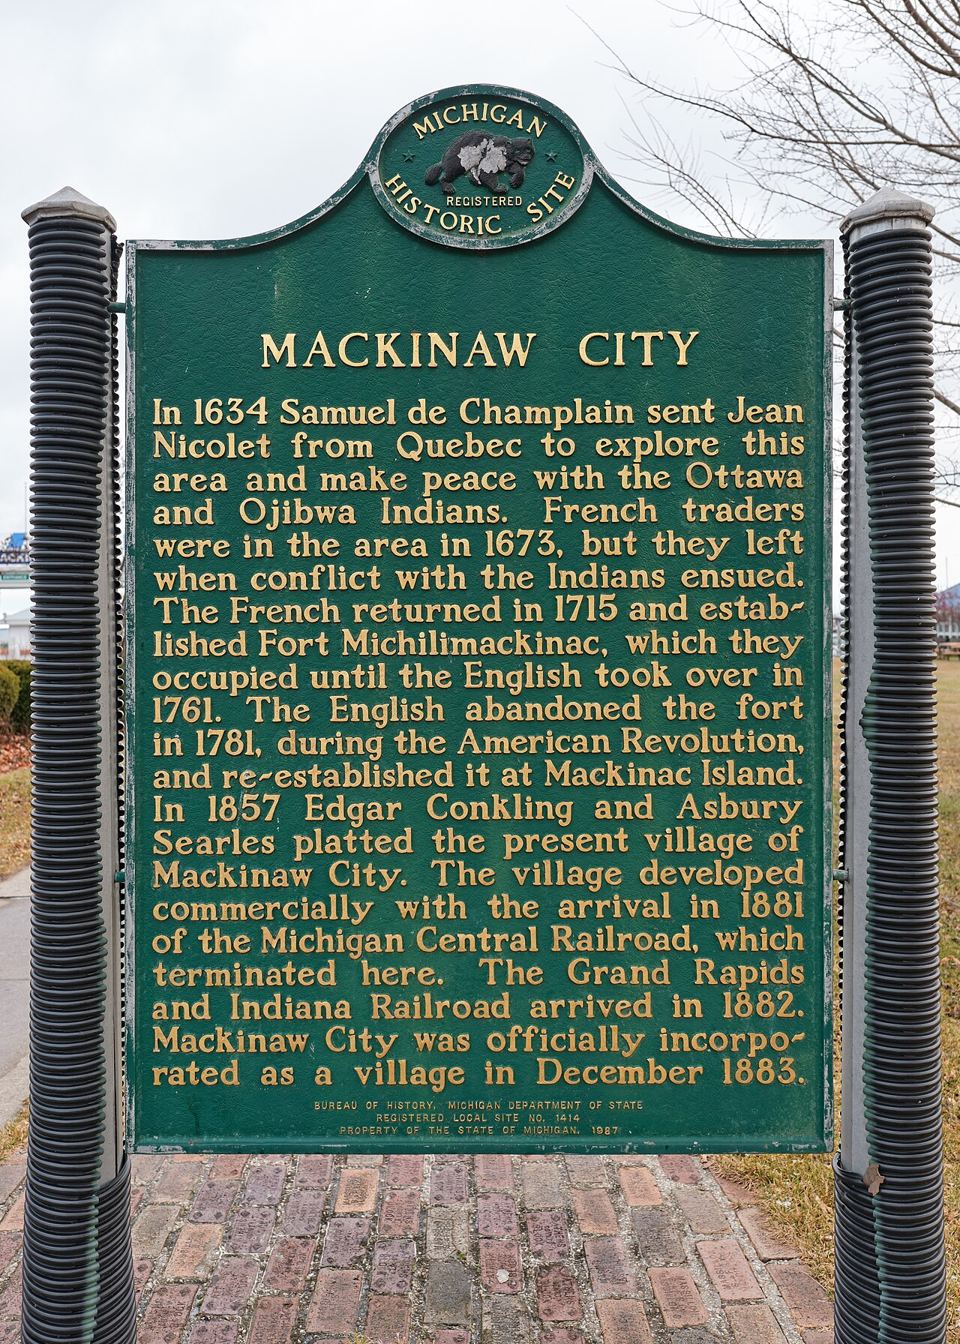 MICHIGAN
REGISTERED
HISTORIC SITE
MACKINAW CITY
In 1634 Samuel de Champlain sent Jean
Nicolet from Quebec to explore this
area and make peace with the Ottawa
and Ojibwa Indians. French traders
were in the area in 1673, but they left
when conflict with the Indians ensued.
The French returned in 1715 and estab-
lished Fort Michilimackinac, which they
occupied until the English took over in
1761. The English abandoned the fort
in 1781, during the American Revolution,
and re-established it at Mackinac Island.
In 1857 Edgar Conkling and Asbury
Searles platted the present village of
Mackinaw City. The village developed
commercially with the arrival in 1881
of the Michigan Central Railroad, which
terminated here. The Grand Rapids
and Indiana Railroad arrived in 1882.
Mackinaw City was officially incorpo-
rated as a village in December 1883.
BUREAU OF HISTORY, MICHIGAN DEPARTMENT OF STATE
REGISTERED LOCAL SITE NO. 1414
PROPERTY OF THE STATE OF MICHIGAN, 1987